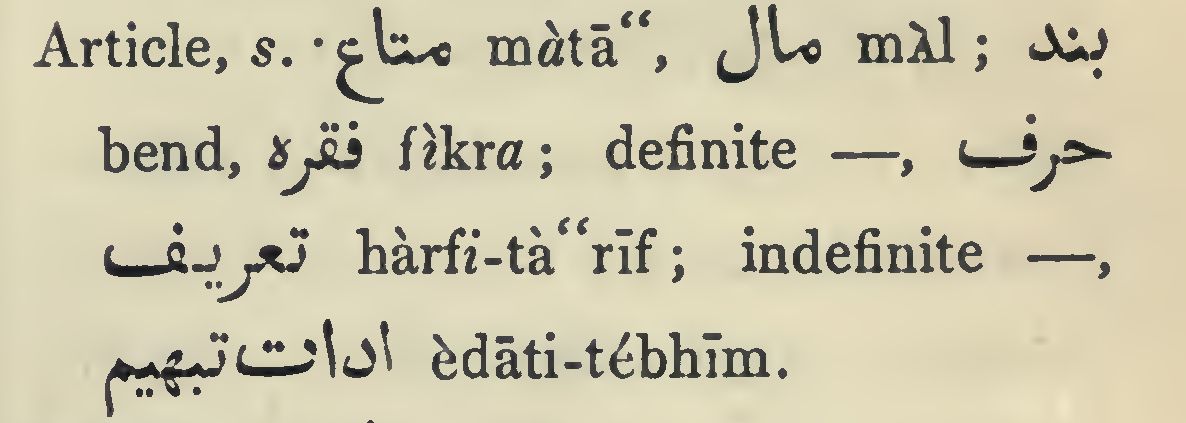 Article, s. متاع màtā“, مال màl ; بند
bend, فقره fìkra ; definite —, حرف
تعريف hàrfi-tà“rīf ; indefinite —,
ادات تبهيم èdāti-tébhīm.